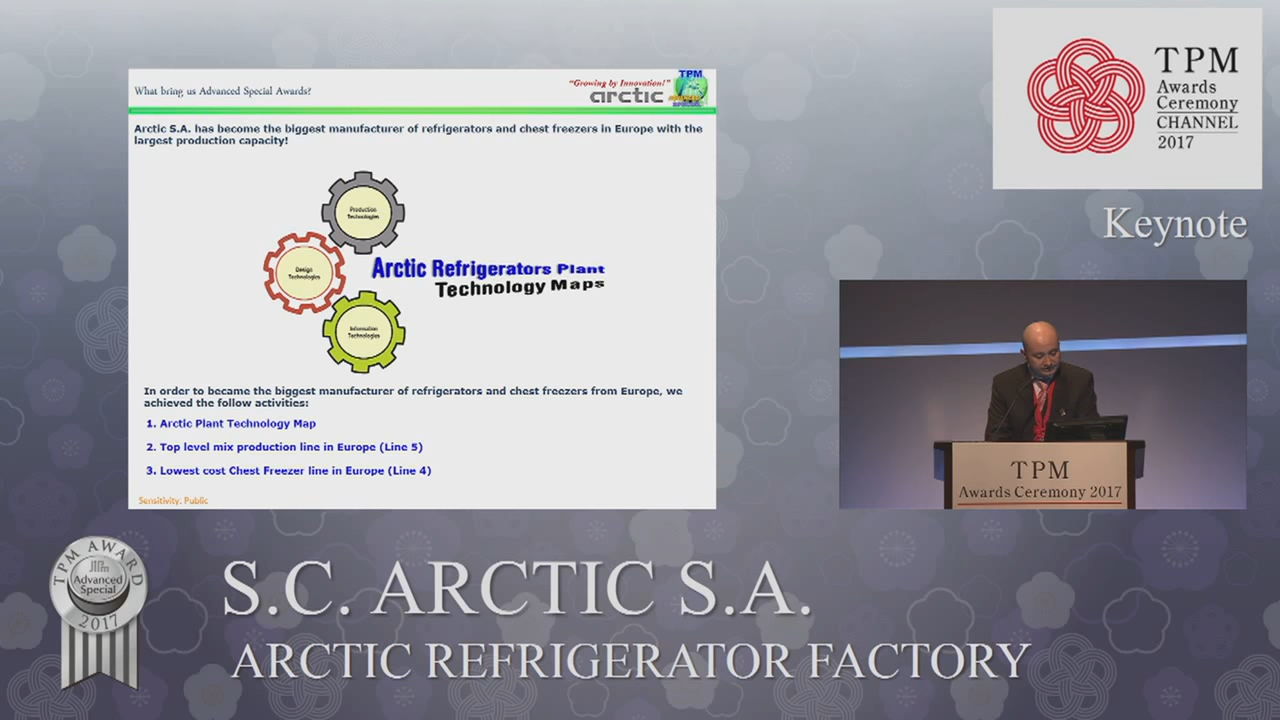 What bring us Advanced Special Awards?
"Growing by Innovation!"
arctic
TPM
Arctic S.A. has become the biggest manufacturer of refrigerators and chest freezers in Europe with the
largest production capacity!
Production
Technologies
Design
Technologies
Information
Technologies
Arctic Refrigerators Plant
Technology Maps
In order to became the biggest manufacturer of refrigerators and chest freezers from Europe, we
achieved the follow activities:
1. Arctic Plant Technology Map
2. Top level mix production line in Europe (Line 5)
3. Lowest cost Chest Freezer line in Europe (Line 4)
Sensitivity: Public
TPM
Awards
Ceremony
CHANNEL
2017
Keynote
TPM
Awards Ceremony 2017
TPM AWARD
JIPM
Advanced
Special
2017
S.C. ARCTIC S.A.
ARCTIC REFRIGERATOR FACTORY